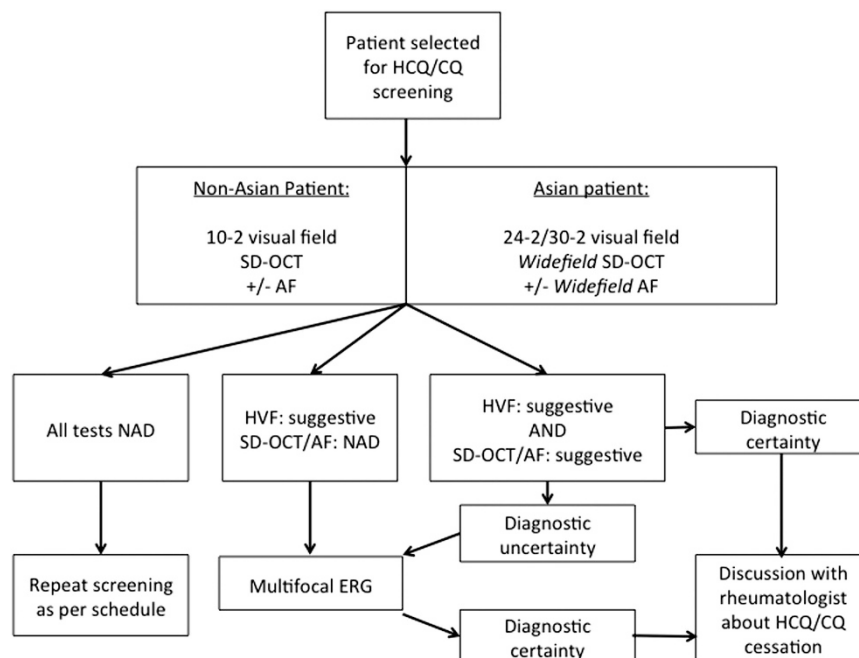 Patient selected
for HCQ/CQ
screening
Non-Asian Patient:
10-2 visual field
SD-OCT
+/- AF
Asian patient:
24-2/30-2 visual field
Widefield SD-OCT
+/- Widefield AF
All tests NAD
HVF: suggestive
SD-OCT/AF: NAD
HVF: suggestive
AND
SD-OCT/AF: suggestive
Diagnostic
certainty
Diagnostic
uncertainty
Repeat screening
as per schedule
Multifocal ERG
Diagnostic
certainty
Discussion with
rheumatologist
about HCQ/CQ
cessation